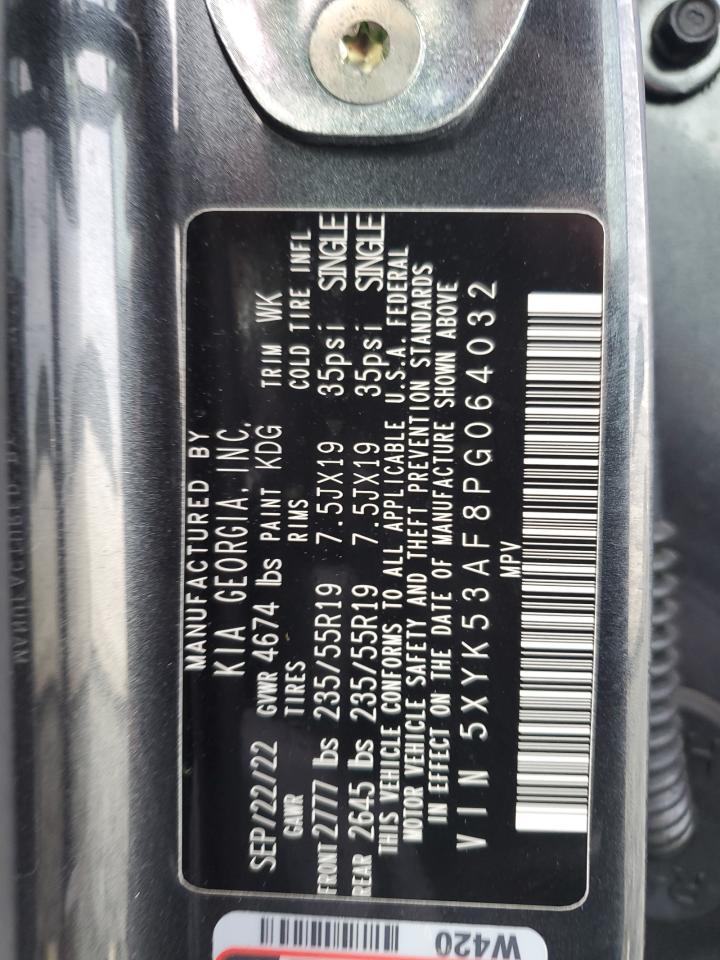 MANUFACTURED BY
KIA GEORGIA, INC.
SEP/22/22 GVWR 4674 lbs PAINT KDG TRIM WK
GAWR TIRES RIMS COLD TIRE INFL
FRONT 2777 lbs 235/55R19 7.5JX19 35psi SINGLE
REAR 2645 lbs 235/55R19 7.5JX19 35psi SINGLE
THIS VEHICLE CONFORMS TO ALL APPLICABLE U.S.A. FEDERAL
MOTOR VEHICLE SAFETY AND THEFT PREVENTION STANDARDS
IN EFFECT ON THE DATE OF MANUFACTURE SHOWN ABOVE
VIN 5XYK53AF8PG064032
MPV
W420